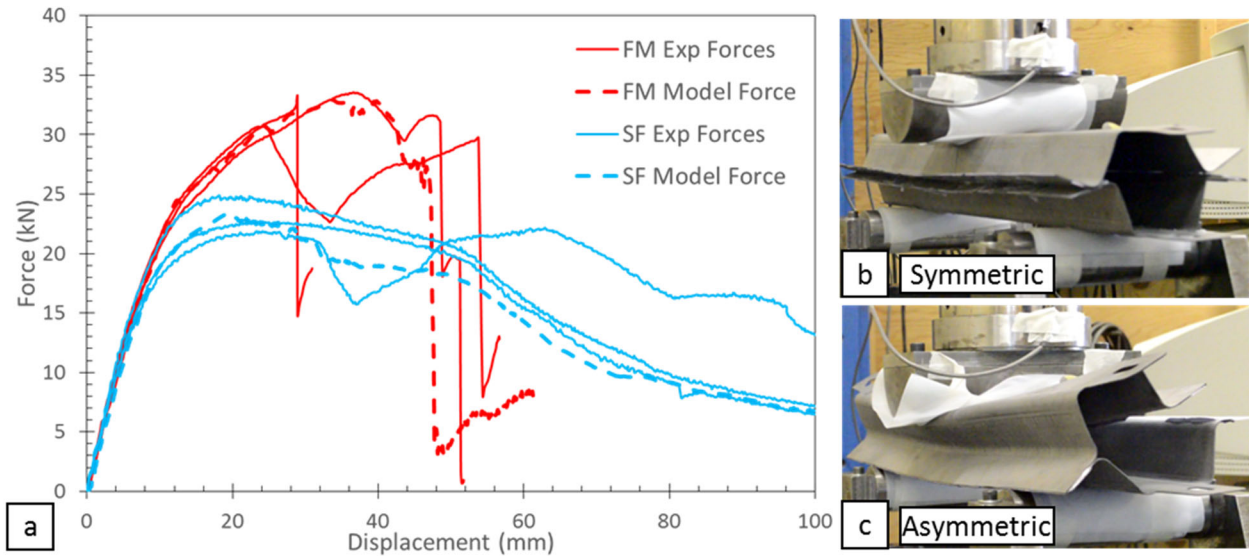 40
35
30
25
20
15
10
5
0
Force (kN)
0 20 40 60 80 100
Displacement (mm)
FM Exp Forces
FM Model Force
SF Exp Forces
SF Model Force
a
b Symmetric
c Asymmetric